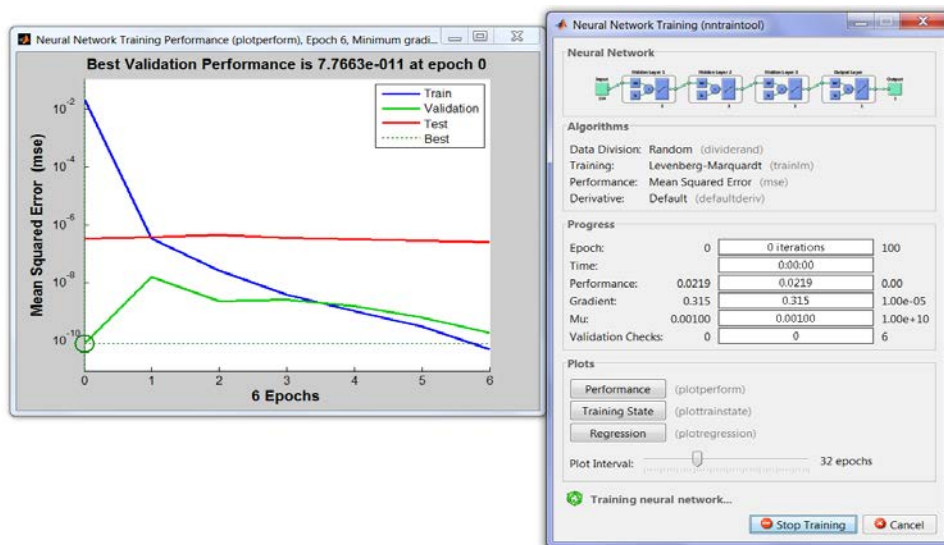 Neural Network Training Performance (plotperform), Epoch 6, Minimum gradi...
Best Validation Performance is 7.7663e-011 at epoch 0
Mean Squared Error (mse)
10^-2
10^-4
10^-6
10^-8
10^-10
Train
Validation
Test
Best
0 1 2 3 4 5 6
6 Epochs
Neural Network Training (nntraintool)
Neural Network
Input
Hidden Layer 1
Hidden Layer 2
Hidden Layer 3
Output Layer
Output
Algorithms
Data Division: Random (dividerand)
Training: Levenberg-Marquardt (trainlm)
Performance: Mean Squared Error (mse)
Derivative: Default (defaultderiv)
Progress
Epoch: 0 0 iterations 100
Time: 0:00:00
Performance: 0.0219 0.0219 0.00
Gradient: 0.315 0.315 1.00e-05
Mu: 0.00100 0.00100 1.00e+10
Validation Checks: 0 0 6
Plots
Performance (plotperform)
Training State (plottrainstate)
Regression (plotregression)
Plot Interval: 32 epochs
Training neural network...
Stop Training
Cancel